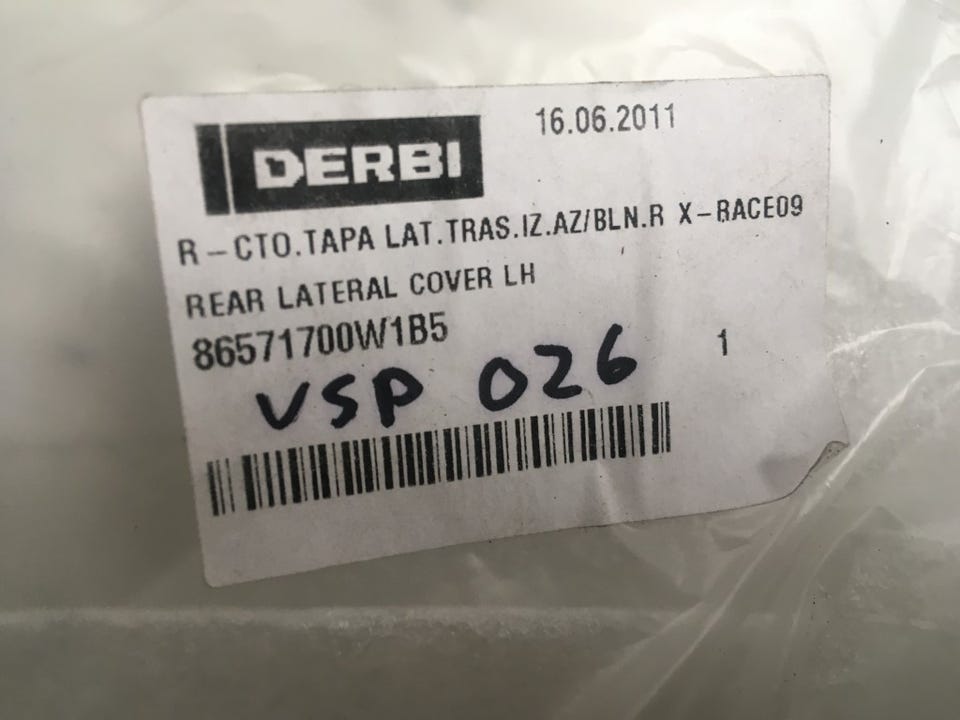 DERBI
16.06.2011
R-CTO.TAPA LAT.TRAS.IZ.AZ/BLN.R X-RACE09
REAR LATERAL COVER LH
86571700W1B5
1
VSP 026